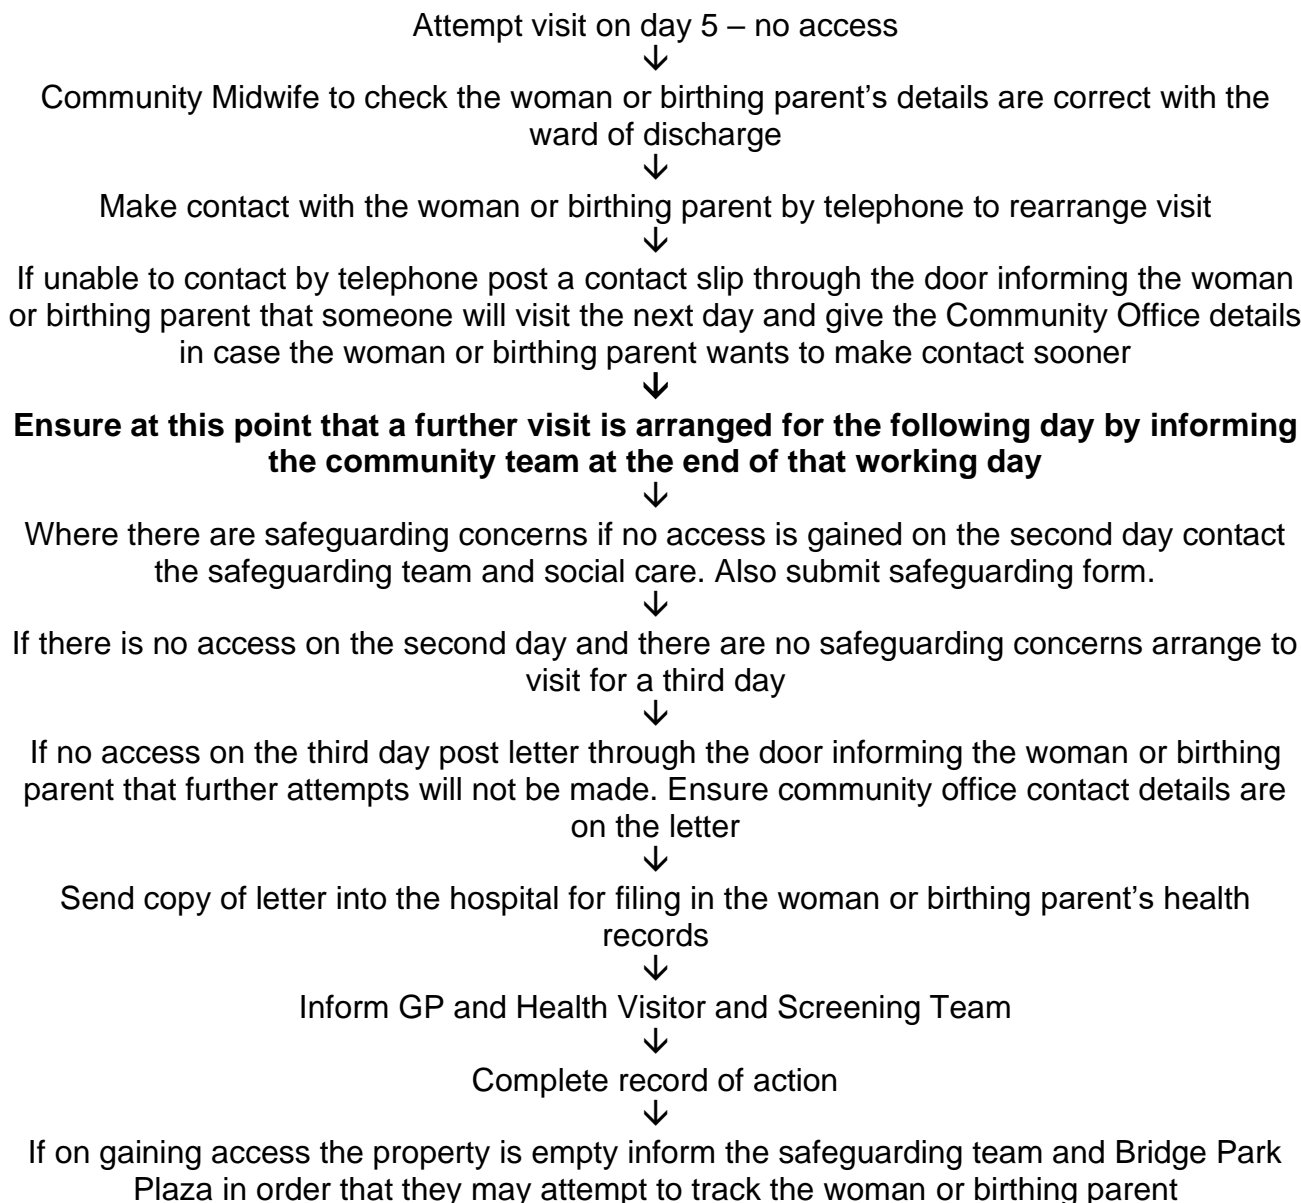 Attempt visit on day 5 – no access
↓
Community Midwife to check the woman or birthing parent’s details are correct with the
ward of discharge
↓
Make contact with the woman or birthing parent by telephone to rearrange visit
↓
If unable to contact by telephone post a contact slip through the door informing the woman
or birthing parent that someone will visit the next day and give the Community Office details
in case the woman or birthing parent wants to make contact sooner
↓
Ensure at this point that a further visit is arranged for the following day by informing
the community team at the end of that working day
↓
Where there are safeguarding concerns if no access is gained on the second day contact
the safeguarding team and social care. Also submit safeguarding form.
↓
If there is no access on the second day and there are no safeguarding concerns arrange to
visit for a third day
↓
If no access on the third day post letter through the door informing the woman or birthing
parent that further attempts will not be made. Ensure community office contact details are
on the letter
↓
Send copy of letter into the hospital for filing in the woman or birthing parent’s health
records
↓
Inform GP and Health Visitor and Screening Team
↓
Complete record of action
↓
If on gaining access the property is empty inform the safeguarding team and Bridge Park
Plaza in order that they may attempt to track the woman or birthing parent